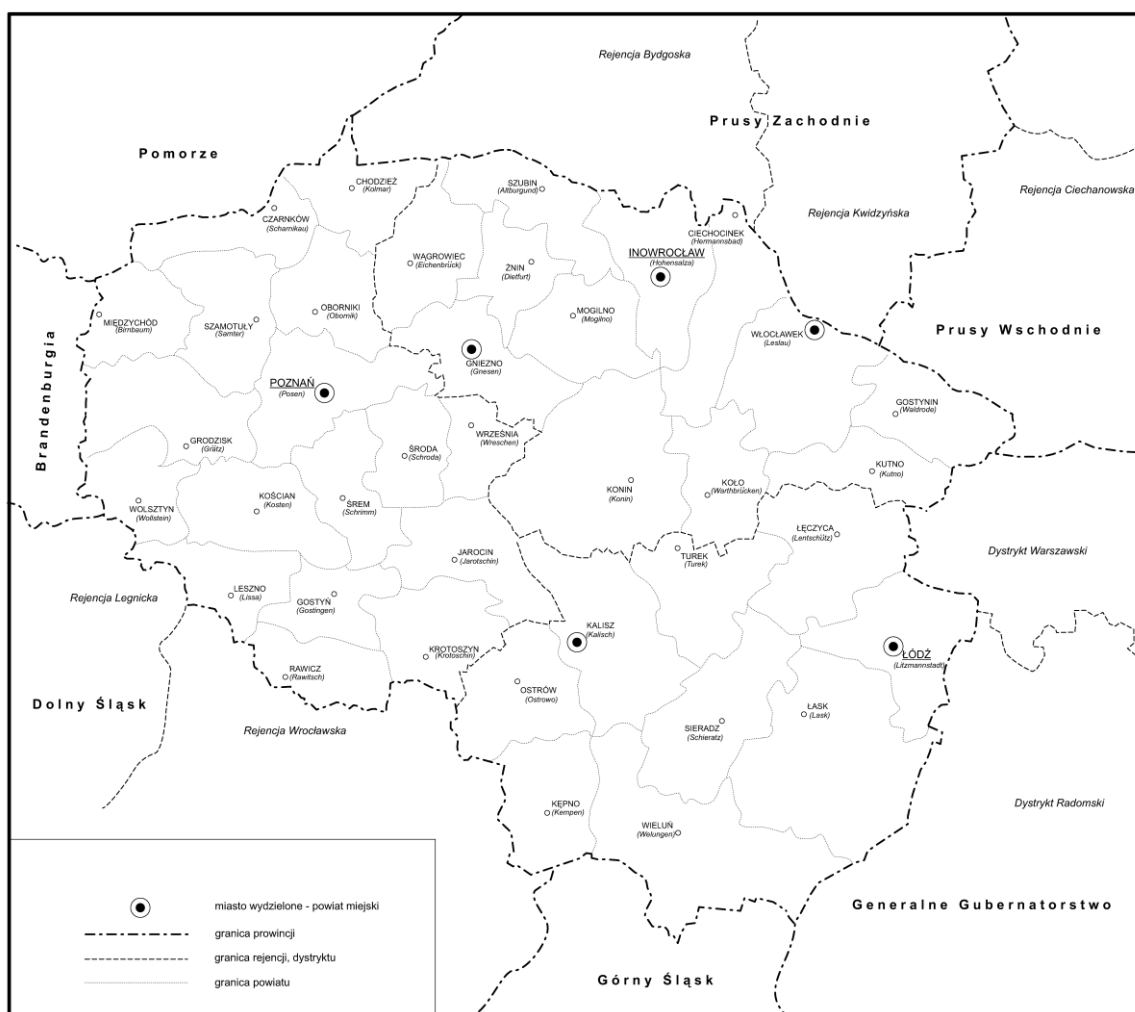 Rejencja Bydgoska
Prusy Zachodnie
Pomorze
CHODZIEŻ
(Kolmar)
SZUBIN
(Altburgund)
Rejencja Ciechanowska
CZARNKÓW
(Scharnikau)
Rejencja Kwidzyńska
CIECHOCINEK
(Hermannsbad)
WĄGROWIEC
(Eichenbrück)
ŻNIN
(Dietfurt)
INOWROCŁAW
(Hohensalza)
MIĘDZYCHÓD
(Birnbaum)
SZAMOTUŁY
(Samter)
OBORNIKI
(Obornik)
MOGILNO
(Mogilno)
WŁOCŁAWEK
(Leslau)
Prusy Wschodnie
Brandenburgia
GNIEZNO
(Gnesen)
POZNAŃ
(Posen)
GOSTYNIN
(Waldrode)
GRODZISK
(Grätz)
ŚRODA
(Schroda)
WRZEŚNIA
(Wreschen)
KUTNO
(Kutno)
WOLSZTYN
(Wollstein)
KOŚCIAN
(Kosten)
ŚREM
(Schrimm)
KONIN
(Konin)
KOŁO
(Warthbrücken)
ŁĘCZYCA
(Lentschütz)
JAROCIN
(Jarotschin)
TUREK
(Turek)
Dystrykt Warszawski
Rejencja Legnicka
LESZNO
(Lissa)
GOSTYŃ
(Gostingen)
KALISZ
(Kalisch)
KROTOSZYN
(Krotoschin)
ŁÓDŹ
(Litzmannstadt)
RAWICZ
(Rawitsch)
OSTRÓW
(Ostrowo)
Dolny Śląsk
Rejencja Wrocławska
SIERADZ
(Schieratz)
ŁASK
(Lask)
KĘPNO
(Kempen)
WIELUŃ
(Welungen)
Dystrykt Radomski
Generalne Gubernatorstwo
Górny Śląsk
miasto wydzielone - powiat miejski
granica prowincji
granica rejencji, dystryktu
granica powiatu